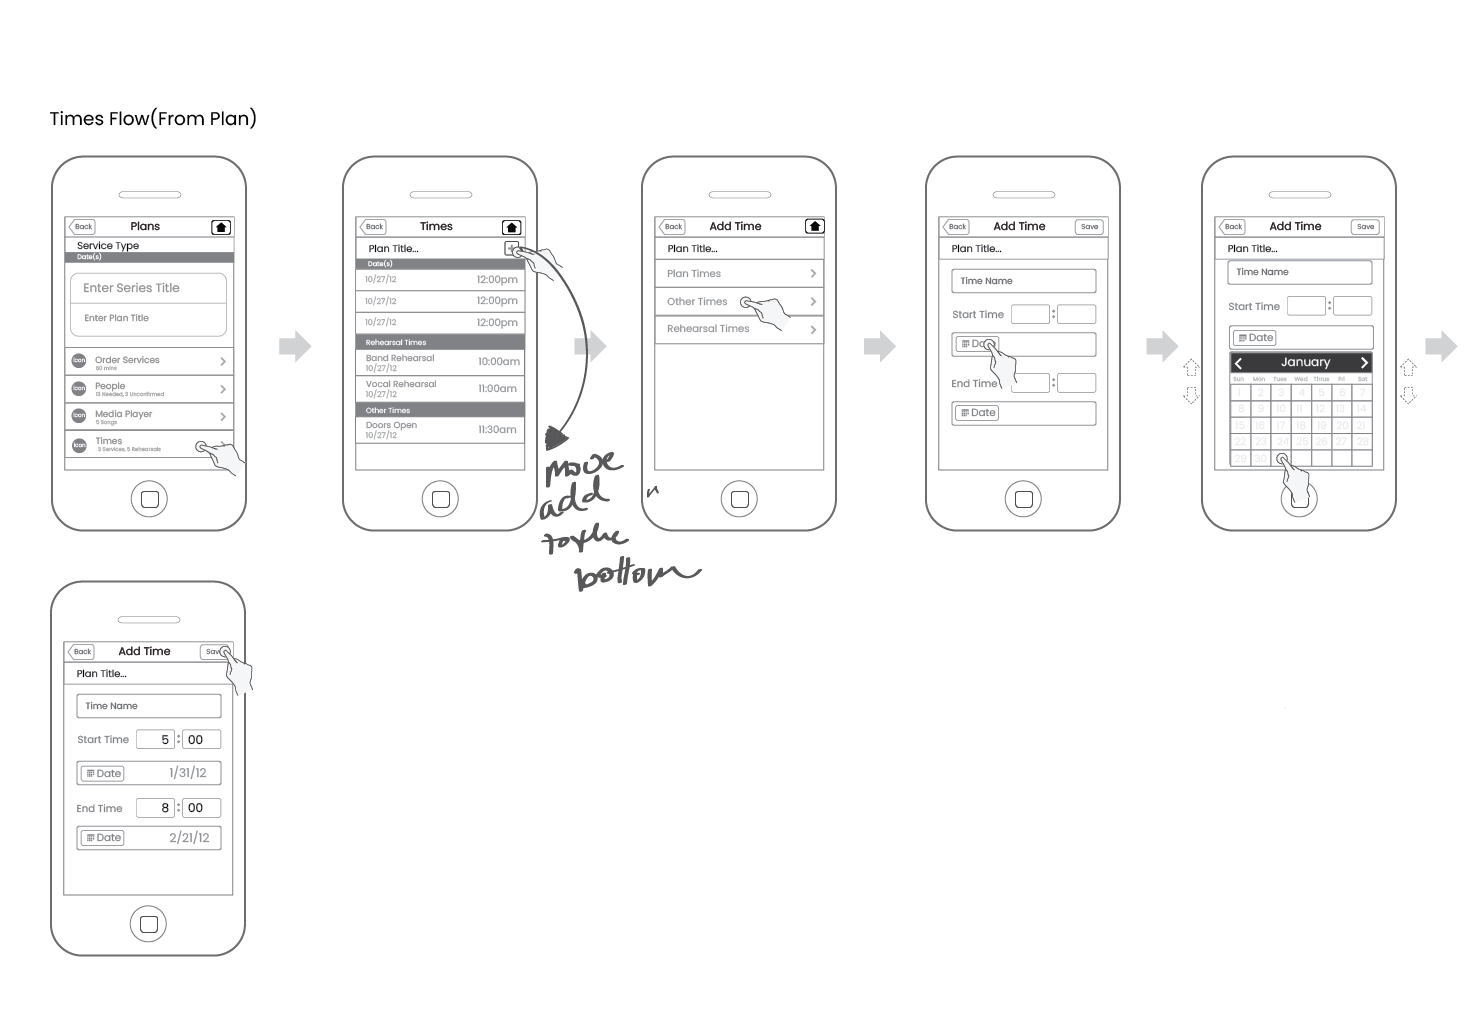 Times Flow(From Plan)
Back Plans
Service Type
Date(s)
Enter Series Title
Enter Plan Title
icon Order Services
60 mins
icon People
13 Needed, 3 Unconfirmed
icon Media Player
5 Songs
icon Times
3 Services, 5 Rehearsals
Back Times
Plan Title...
Date(s)
10/27/12 12:00pm
10/27/12 12:00pm
10/27/12 12:00pm
Rehearsal Times
Band Rehearsal 10:00am
10/27/12
Vocal Rehearsal 11:00am
10/27/12
Other Times
Doors Open 11:30am
10/27/12
move
add
to the
bottom
Back Add Time
Plan Title...
Plan Times
Other Times
Rehearsal Times
Back Add Time Save
Plan Title...
Time Name
Start Time :
Date
End Time :
Date
Back Add Time Save
Plan Title...
Time Name
Start Time :
Date
January
Sun Mon Tues Wed Thrus Fri Sat
1 2 3 4 5 6 7
8 9 10 11 12 13 14
15 16 17 18 19 20 21
22 23 24 25 26 27 28
29 30
Back Add Time Save
Plan Title...
Time Name
Start Time 5 : 00
Date 1/31/12
End Time 8 : 00
Date 2/21/12